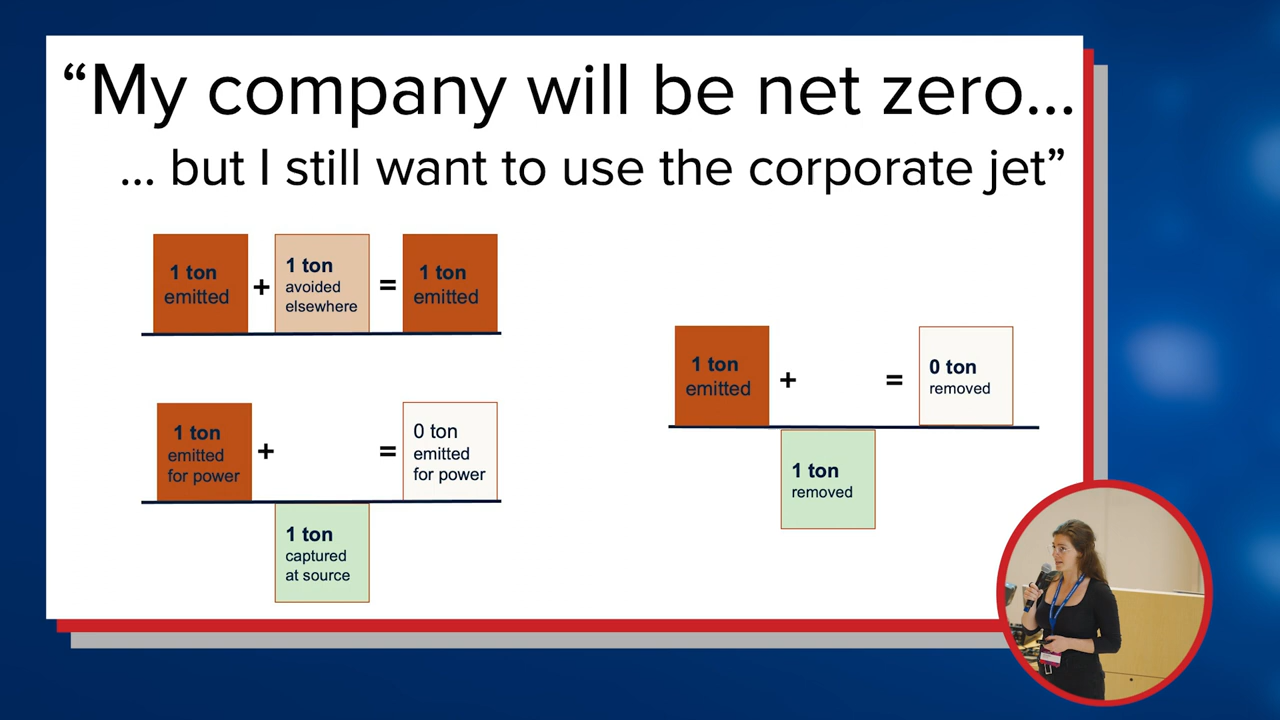 “My company will be net zero...
... but I still want to use the corporate jet”
1 ton
emitted
+
1 ton
avoided
elsewhere
=
1 ton
emitted
1 ton
emitted
for power
+
=
0 ton
emitted
for power
1 ton
captured
at source
1 ton
emitted
+
=
0 ton
removed
1 ton
removed